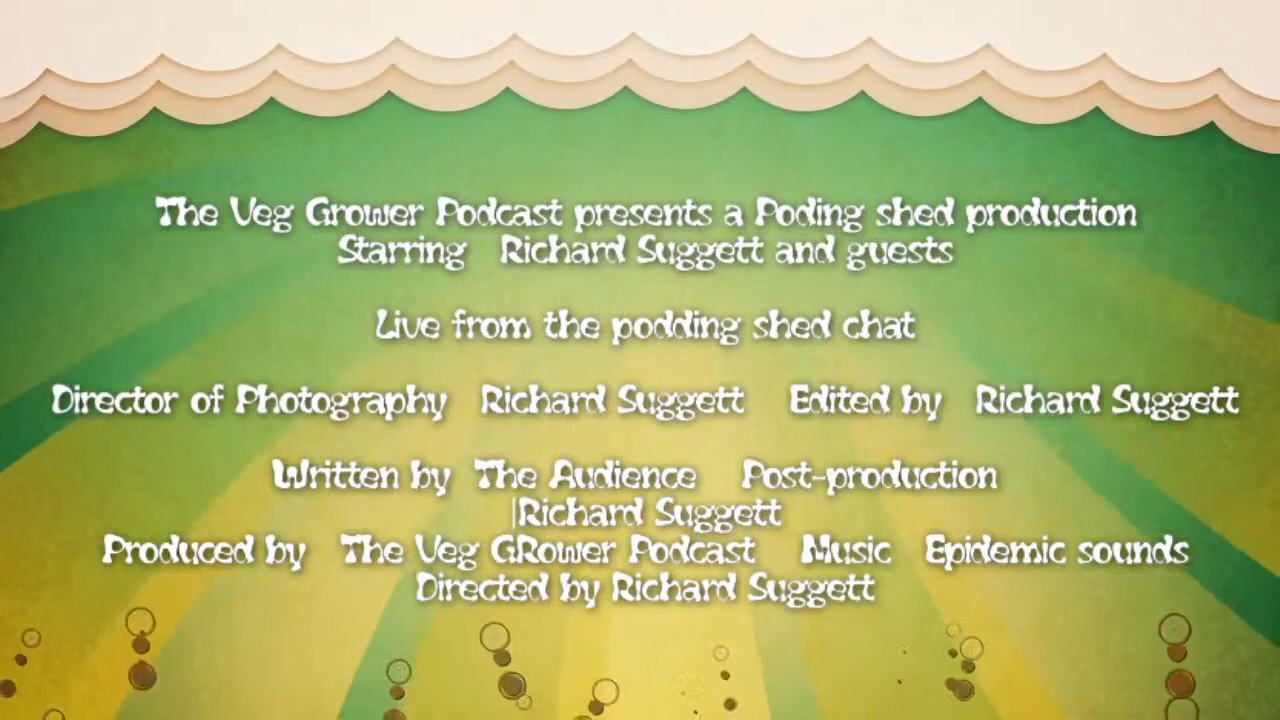 The Veg Grower Podcast presents a Poding shed production
Starring Richard Suggett and guests
Live from the podding shed chat
Director of Photography Richard Suggett Edited by Richard Suggett
Written by The Audience Post-production
|Richard Suggett
Produced by The Veg GRower Podcast Music Epidemic sounds
Directed by Richard Suggett